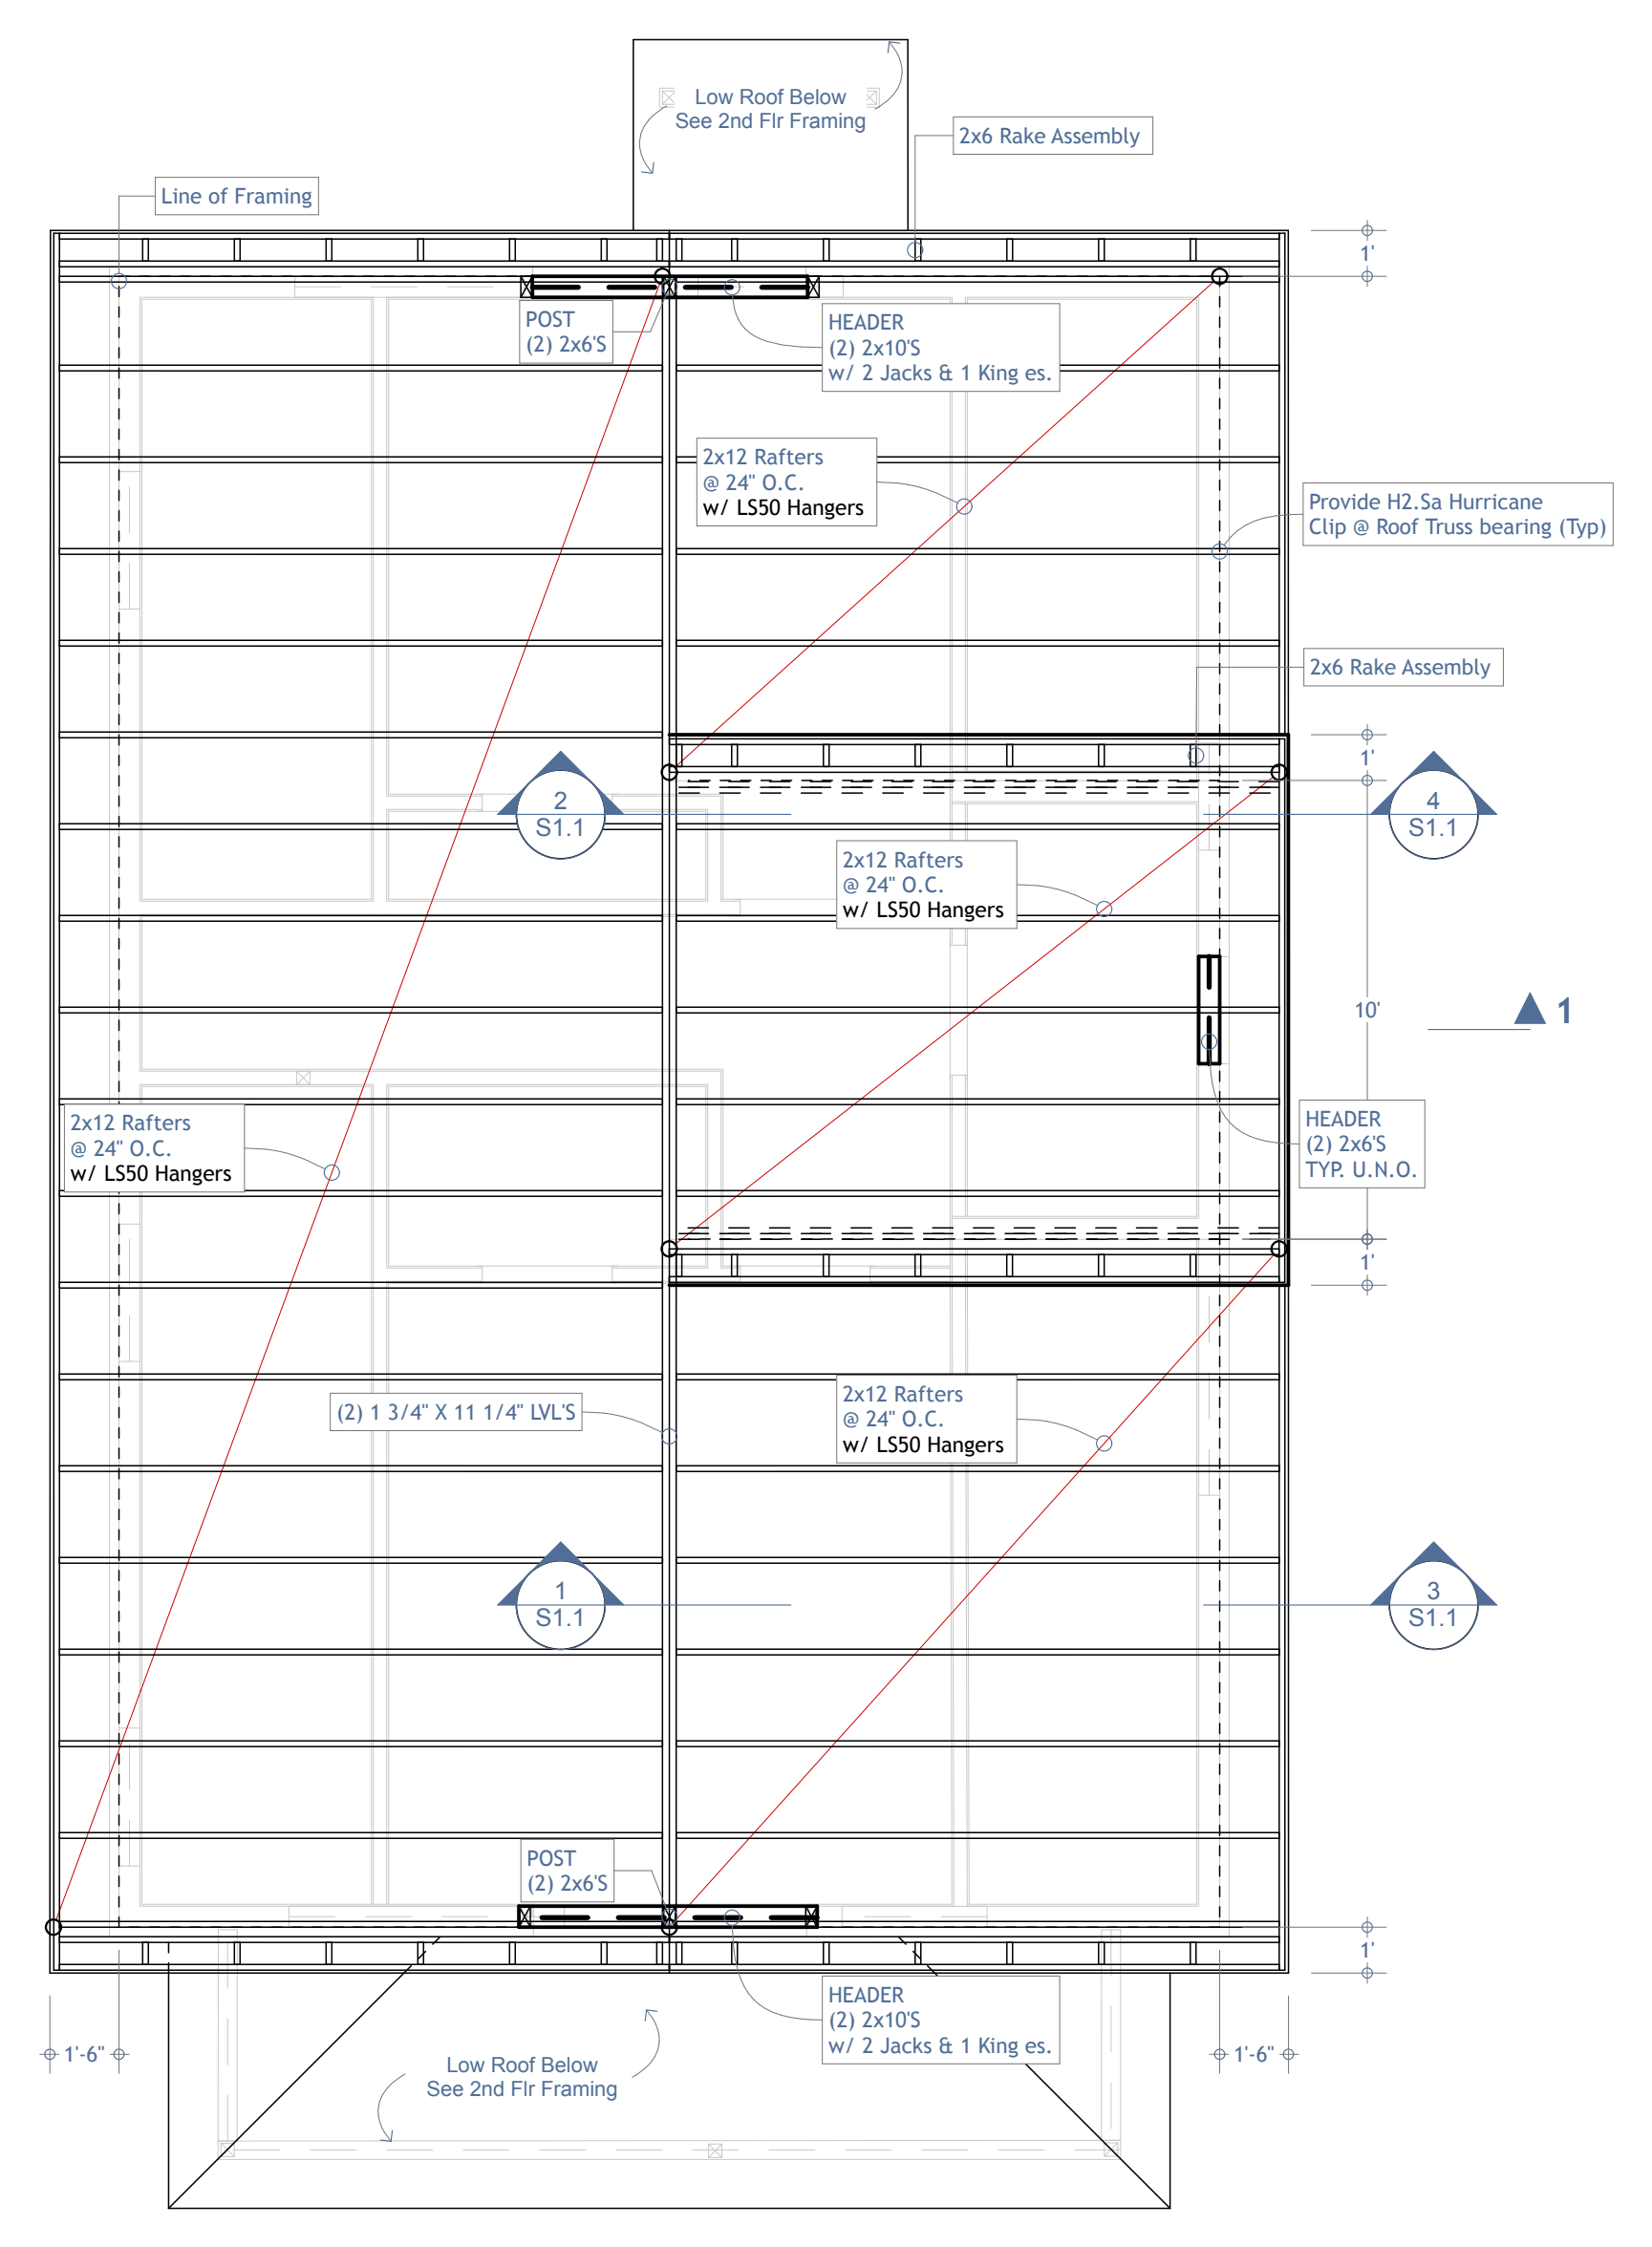 Low Roof Below
See 2nd Flr Framing
2x6 Rake Assembly
Line of Framing
1'
POST
(2) 2x6'S
HEADER
(2) 2x10'S
w/ 2 Jacks & 1 King es.
2x12 Rafters
@ 24" O.C.
w/ LS50 Hangers
Provide H2.Sa Hurricane
Clip @ Roof Truss bearing (Typ)
2x6 Rake Assembly
1'
2
S1.1
4
S1.1
2x12 Rafters
@ 24" O.C.
w/ LS50 Hangers
10'
1
HEADER
(2) 2x6'S
TYP. U.N.O.
2x12 Rafters
@ 24" O.C.
w/ LS50 Hangers
1'
(2) 1 3/4" X 11 1/4" LVL'S
2x12 Rafters
@ 24" O.C.
w/ LS50 Hangers
1
S1.1
3
S1.1
POST
(2) 2x6'S
1'
HEADER
(2) 2x10'S
w/ 2 Jacks & 1 King es.
1'-6"
1'-6"
Low Roof Below
See 2nd Flr Framing